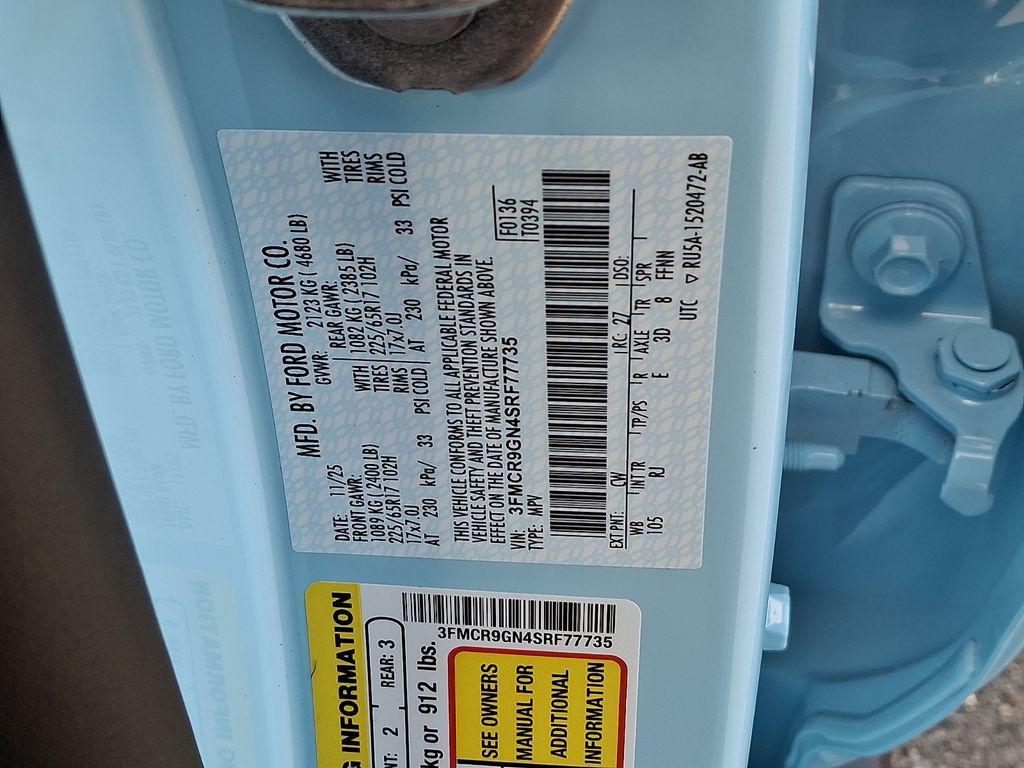 MFD. BY FORD MOTOR CO.
DATE: 11/25 GVWR: 2123 KG ( 4680 LB)
FRONT GAWR: WITH REAR GAWR: WITH
1089 KG ( 2400 LB) TIRES 1082 KG ( 2385 LB) TIRES
225/65R17 102H RIMS 225/65R17 102H RIMS
17x7.0J 17x7.0J
AT 230 kPa/ 33 PSI COLD AT 230 kPa/ 33 PSI COLD
THIS VEHICLE CONFORMS TO ALL APPLICABLE FEDERAL MOTOR
VEHICLE SAFETY AND THEFT PREVENTION STANDARDS IN
EFFECT ON THE DATE OF MANUFACTURE SHOWN ABOVE.
VIN: 3FMCR9GN4SRF77735
TYPE: MPV
F0136
T0394
EXT PNT: CW RC: 27 DSO:
WB INT TR TP/PS R AXLE TR SPR
105 RJ E 3D 8 FFNN
UTC ▽ RU5A-1520472-AB
G INFORMATION
NT: 2 REAR: 3
kg or 912 lbs.
3FMCR9GN4SRF77735
SEE OWNERS
MANUAL FOR
ADDITIONAL
INFORMATION